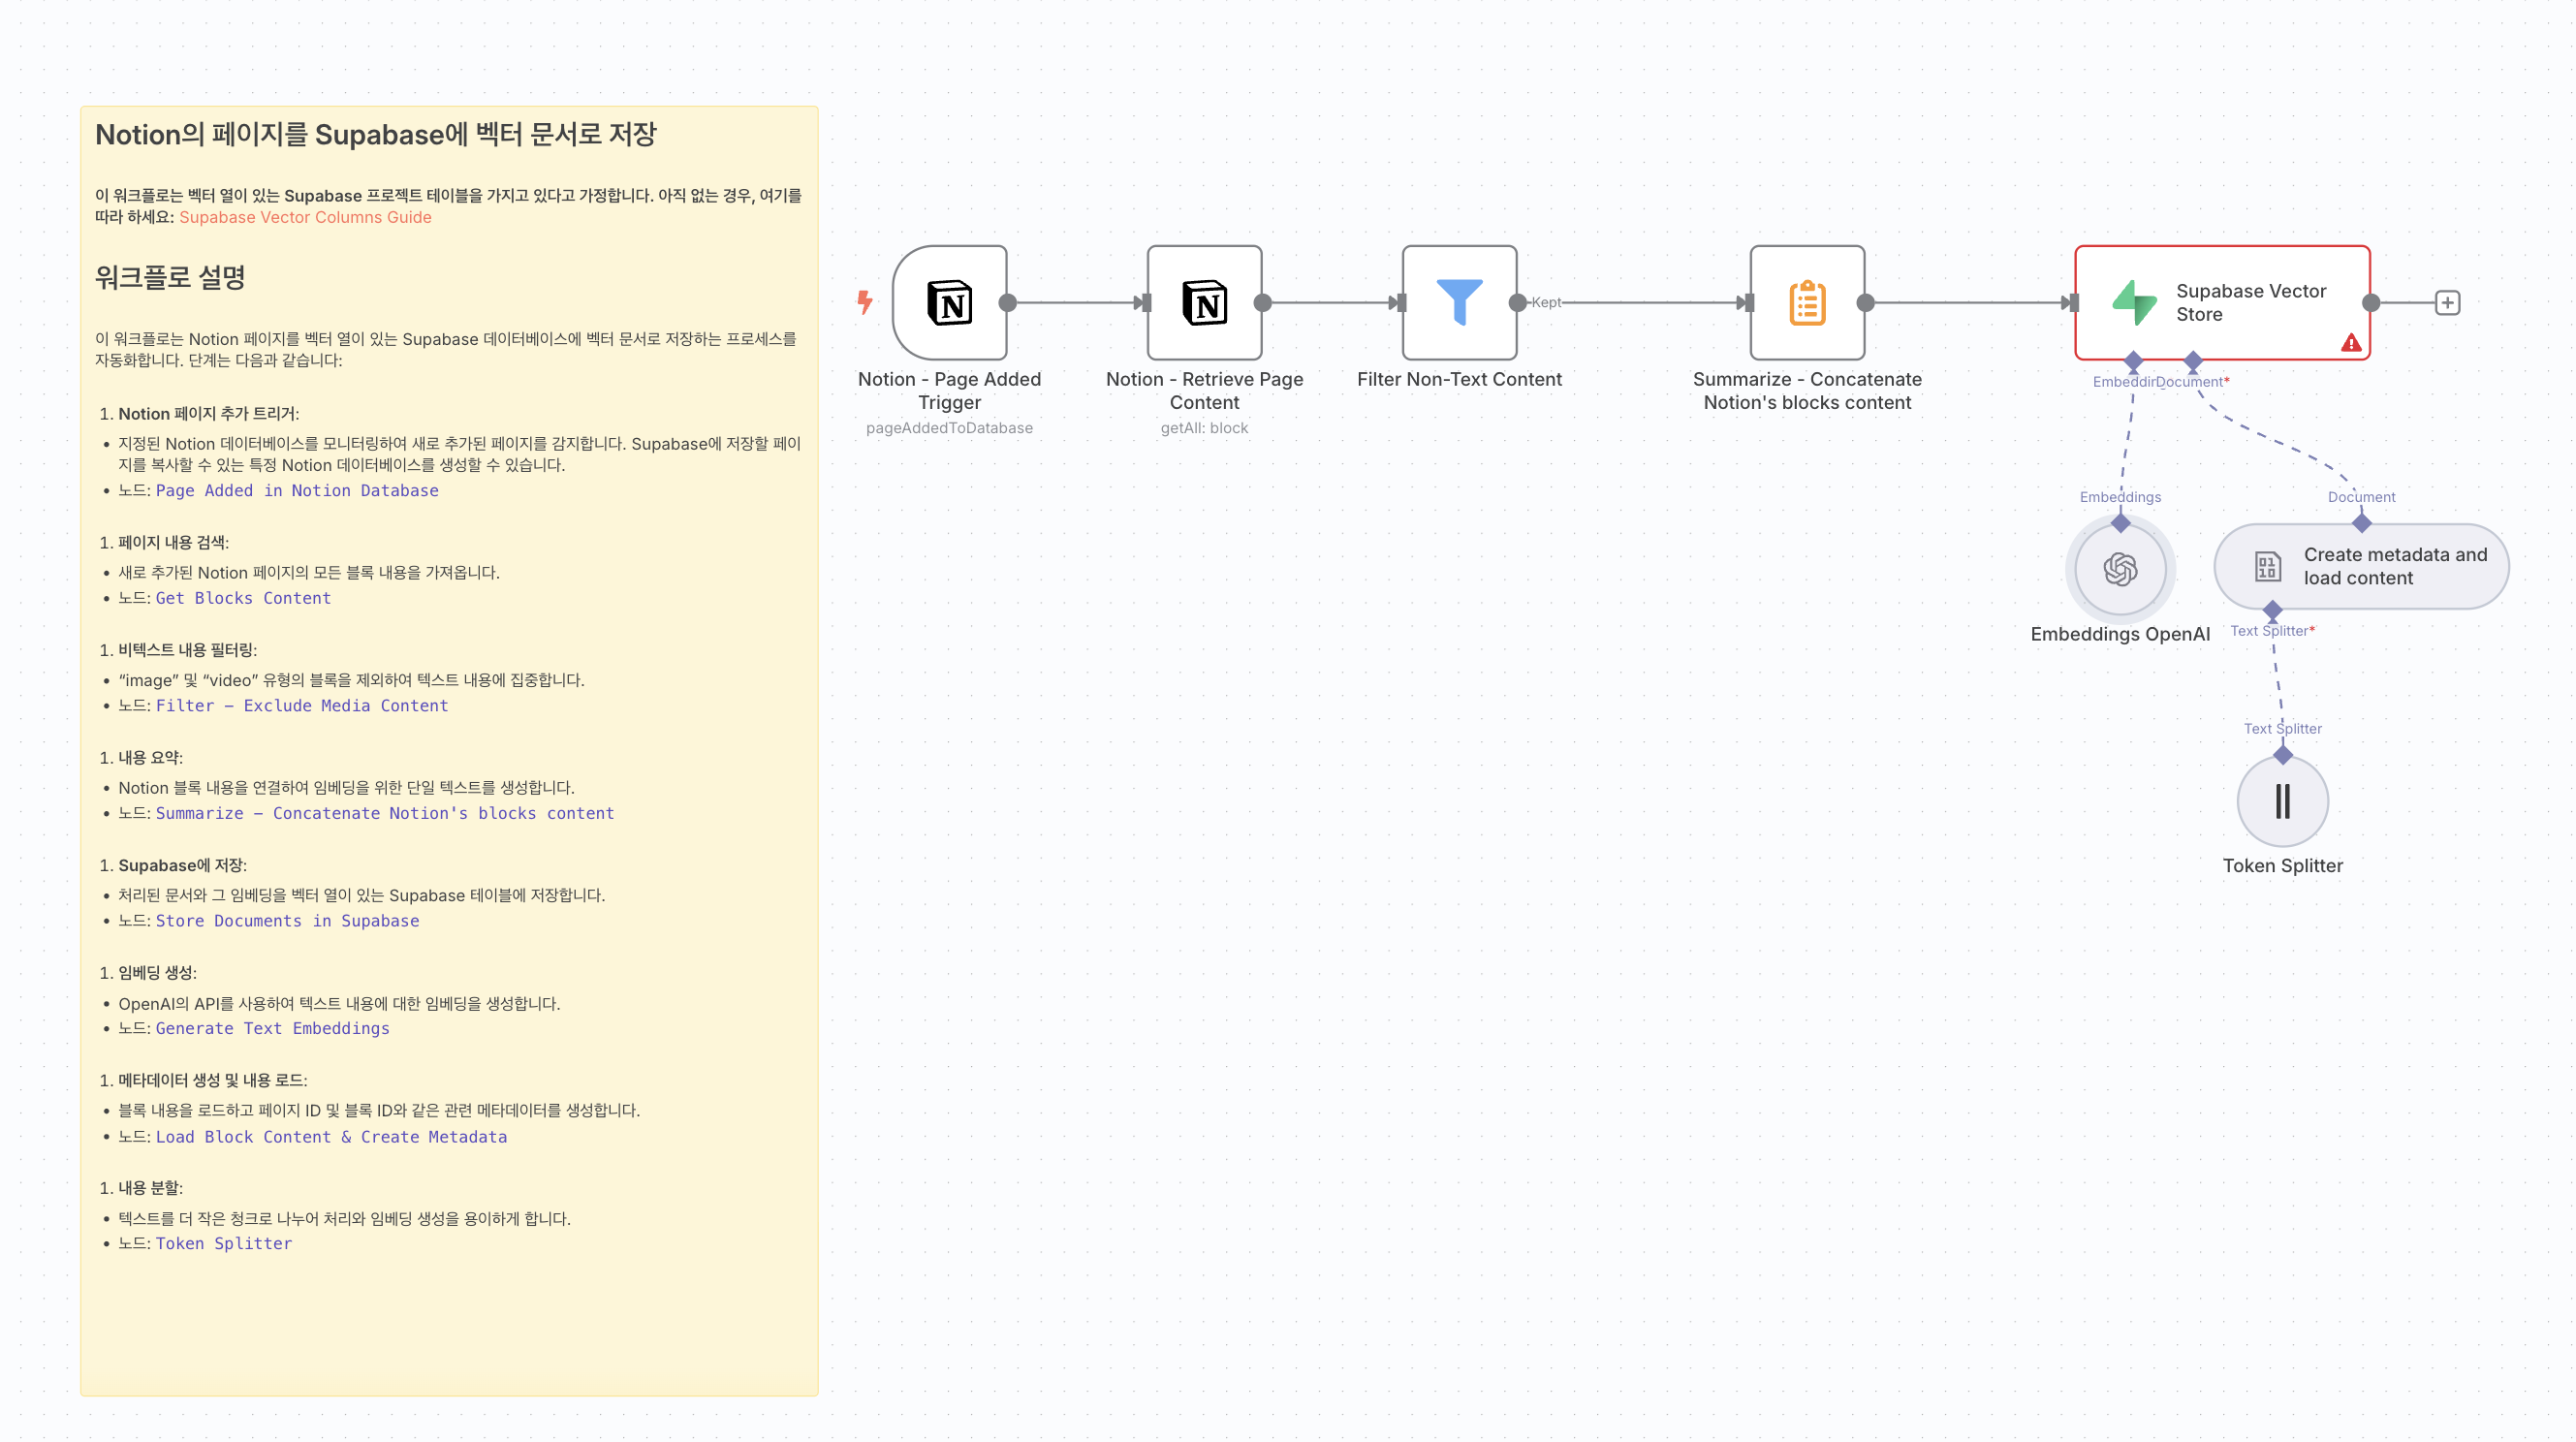 Notion의 페이지를 Supabase에 벡터 문서로 저장
이 워크플로는 벡터 열이 있는 Supabase 프로젝트 테이블을 가지고 있다고 가정합니다. 아직 없는 경우, 여기를
따라 하세요: Supabase Vector Columns Guide
워크플로 설명
이 워크플로는 Notion 페이지를 벡터 열이 있는 Supabase 데이터베이스에 벡터 문서로 저장하는 프로세스를
자동화합니다. 단계는 다음과 같습니다:
1. Notion 페이지 추가 트리거:
• 지정된 Notion 데이터베이스를 모니터링하여 새로 추가된 페이지를 감지합니다. Supabase에 저장할 페이
지를 복사할 수 있는 특정 Notion 데이터베이스를 생성할 수 있습니다.
• 노드: Page Added in Notion Database
1. 페이지 내용 검색:
• 새로 추가된 Notion 페이지의 모든 블록 내용을 가져옵니다.
• 노드: Get Blocks Content
1. 비텍스트 내용 필터링:
• “image” 및 “video” 유형의 블록을 제외하여 텍스트 내용에 집중합니다.
• 노드: Filter – Exclude Media Content
1. 내용 요약:
• Notion 블록 내용을 연결하여 임베딩을 위한 단일 텍스트를 생성합니다.
• 노드: Summarize – Concatenate Notion's blocks content
1. Supabase에 저장:
• 처리된 문서와 그 임베딩을 벡터 열이 있는 Supabase 테이블에 저장합니다.
• 노드: Store Documents in Supabase
1. 임베딩 생성:
• OpenAI의 API를 사용하여 텍스트 내용에 대한 임베딩을 생성합니다.
• 노드: Generate Text Embeddings
1. 메타데이터 생성 및 내용 로드:
• 블록 내용을 로드하고 페이지 ID 및 블록 ID와 같은 관련 메타데이터를 생성합니다.
• 노드: Load Block Content & Create Metadata
1. 내용 분할:
• 텍스트를 더 작은 청크로 나누어 처리와 임베딩 생성을 용이하게 합니다.
• 노드: Token Splitter
Notion - Page Added
Trigger
pageAddedToDatabase
Notion - Retrieve Page
Content
getAll: block
Filter Non-Text Content
Kept
Summarize - Concatenate
Notion's blocks content
Supabase Vector
Store
Document*
Embeddings
Document
Embeddings OpenAI
Create metadata and
load content
Text Splitter*
Text Splitter
Token Splitter